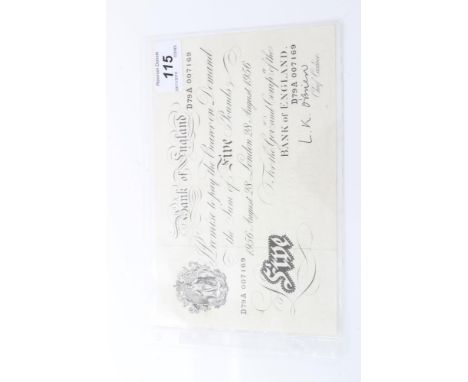 115
Bank of England
D79A 007169
I Promise to pay the Bearer on Demand
the Sum of Five Pounds
1956 August 28 London 28 August 1956
For the Gov.r and Comp.a of the
BANK of ENGLAND.
D79A 007169
D79A 007169
Five
L.K. O'Brien
Chief Cashier